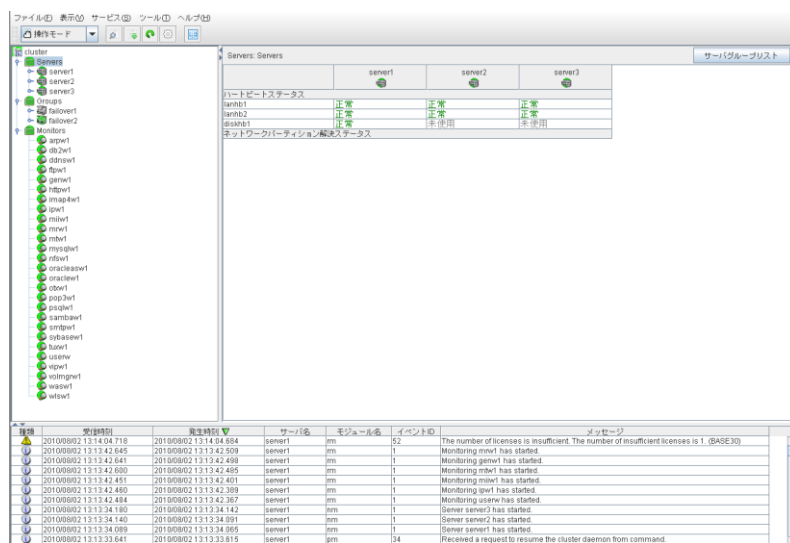 ファイル(F) 表示(V) サービス(S) ツール(T) ヘルプ(H)
操作モード
cluster
Servers
server1
server2
server3
Groups
failover1
failover2
Monitors
arpw1
db2w1
ddnsw1
ftpw1
genw1
httpw1
imap4w1
ipw1
miiw1
mrw1
mtw1
mysqlw1
nfsw1
oracleasw1
oraclew1
otxw1
pop3w1
psqlw1
sambaw1
smtpw1
sybasew1
tuxw1
userw
vipw1
volmgrw1
wasw1
wlsw1
Servers: Servers
サーバグループリスト
server1 server2 server3
ハートビートステータス
lanhb1 正常 正常 正常
lanhb2 正常 正常 正常
diskhb1 正常 未使用 未使用
ネットワークパーティション解決ステータス
種類 受信時刻 発生時刻 ▽ サーバ名 モジュール名 イベントID メッセージ
2010/08/02 13:14:04.718 2010/08/02 13:14:04.684 server1 rm 52 The number of licenses is insufficient. The number of insufficient licenses is 1. (BASE30)
2010/08/02 13:13:42.645 2010/08/02 13:13:42.509 server1 rm 1 Monitoring mrw1 has started.
2010/08/02 13:13:42.641 2010/08/02 13:13:42.498 server1 rm 1 Monitoring genw1 has started.
2010/08/02 13:13:42.600 2010/08/02 13:13:42.485 server1 rm 1 Monitoring mtw1 has started.
2010/08/02 13:13:42.451 2010/08/02 13:13:42.401 server1 rm 1 Monitoring miiw1 has started.
2010/08/02 13:13:42.460 2010/08/02 13:13:42.389 server1 rm 1 Monitoring ipw1 has started.
2010/08/02 13:13:42.484 2010/08/02 13:13:42.367 server1 rm 1 Monitoring userw has started.
2010/08/02 13:13:34.180 2010/08/02 13:13:34.142 server1 nm 1 Server server3 has started.
2010/08/02 13:13:34.140 2010/08/02 13:13:34.091 server1 nm 1 Server server2 has started.
2010/08/02 13:13:34.089 2010/08/02 13:13:34.065 server1 nm 1 Server server1 has started.
2010/08/02 13:13:33.641 2010/08/02 13:13:33.615 server1 pm 34 Received a request to resume the cluster daemon from command.